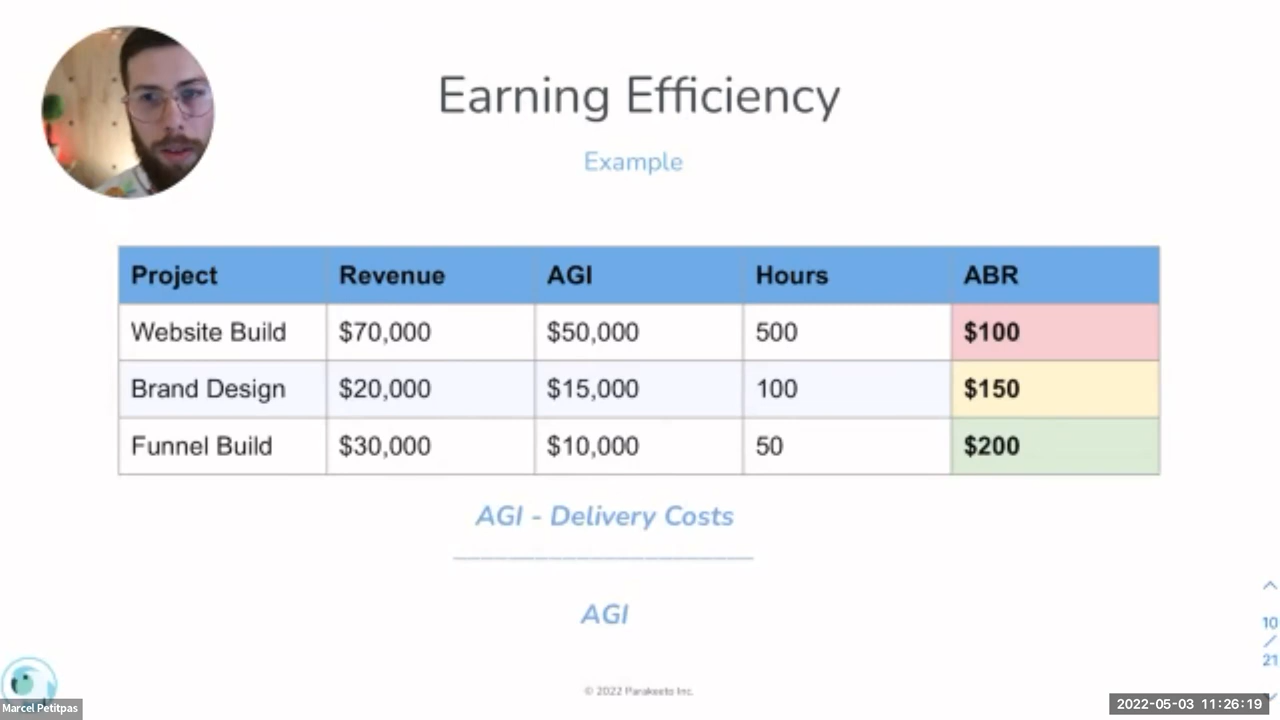 Earning Efficiency
Example
Project Revenue AGI Hours ABR
Website Build $70,000 $50,000 500 $100
Brand Design $20,000 $15,000 100 $150
Funnel Build $30,000 $10,000 50 $200
AGI - Delivery Costs
AGI
10
/
21
© 2022 Parakeeto Inc.
Marcel Petitpas
2022-05-03 11:26:19